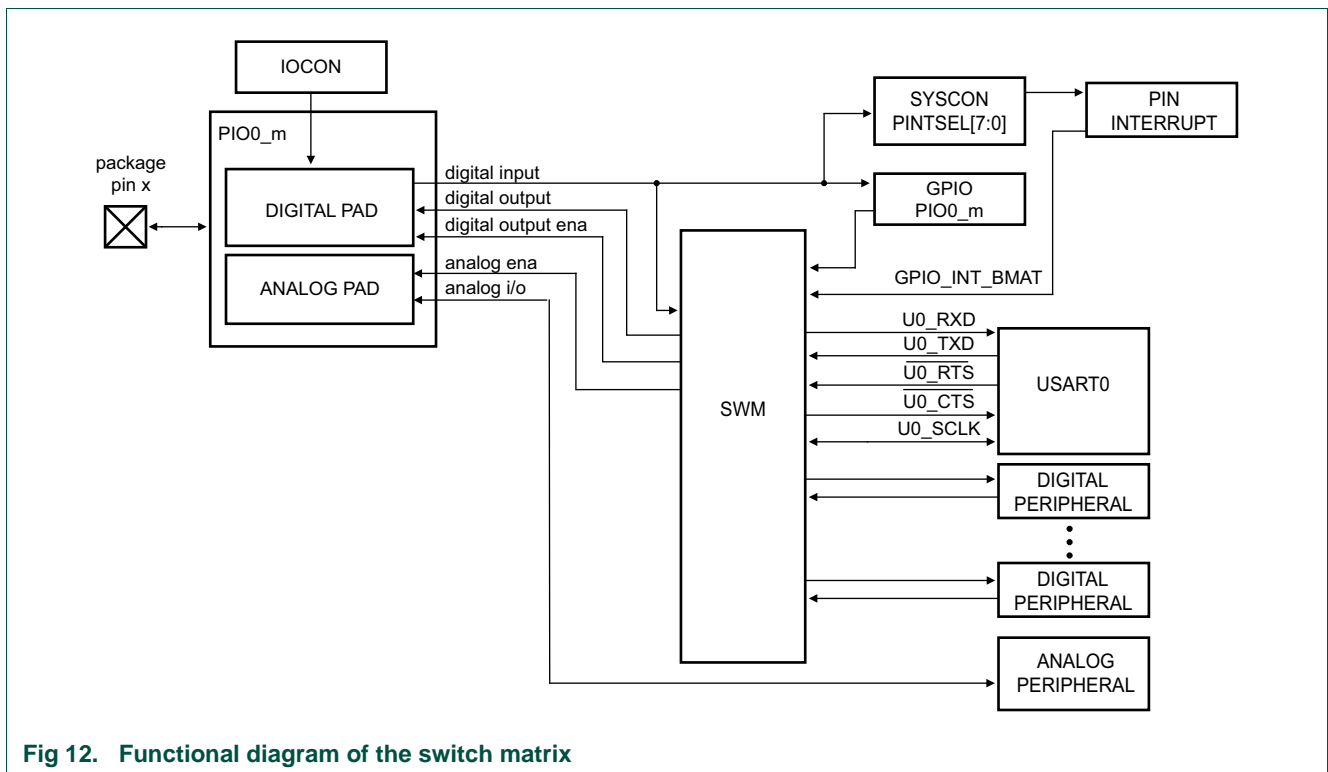 IOCON
PIO0_m
package
pin x
DIGITAL PAD
ANALOG PAD
digital input
digital output
digital output ena
analog ena
analog i/o
SYSCON
PINTSEL[7:0]
PIN
INTERRUPT
GPIO
PIO0_m
GPIO_INT_BMAT
SWM
U0_RXD
U0_TXD
U0_RTS
U0_CTS
U0_SCLK
USART0
DIGITAL
PERIPHERAL
DIGITAL
PERIPHERAL
ANALOG
PERIPHERAL
Fig 12. Functional diagram of the switch matrix